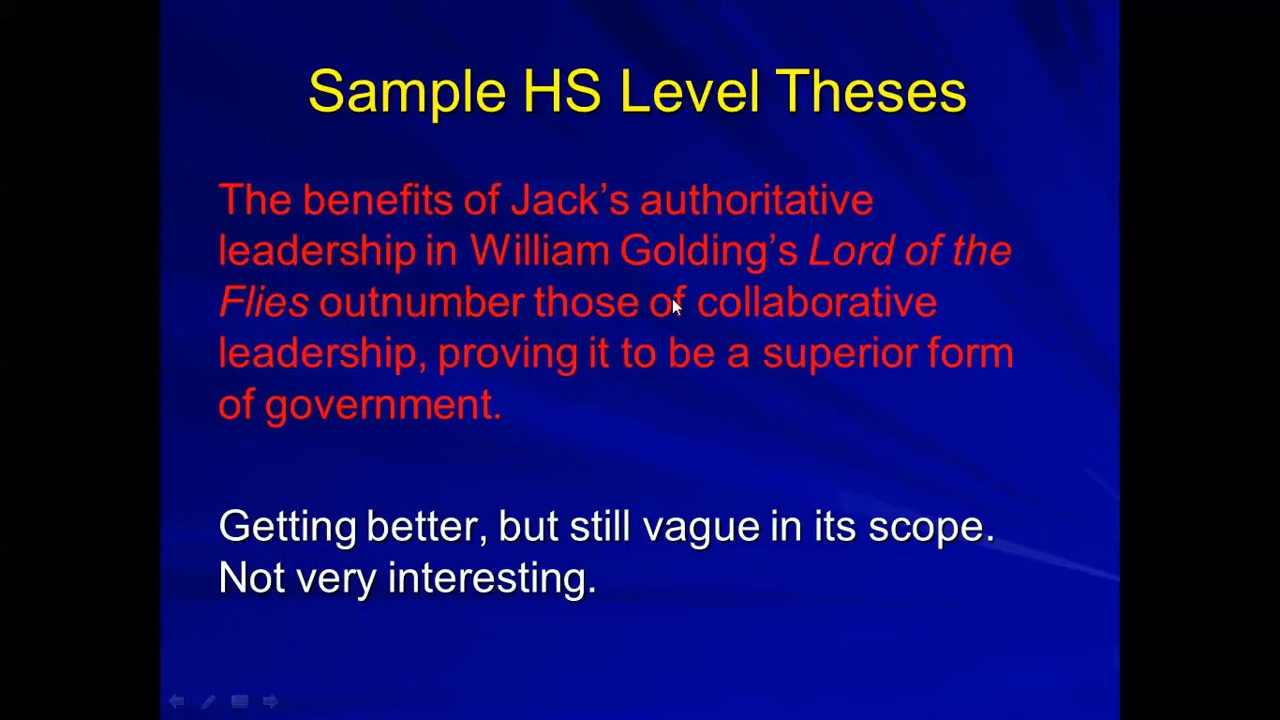 Sample HS Level Theses
The benefits of Jack’s authoritative
leadership in William Golding’s Lord of the
Flies outnumber those of collaborative
leadership, proving it to be a superior form
of government.
Getting better, but still vague in its scope.
Not very interesting.